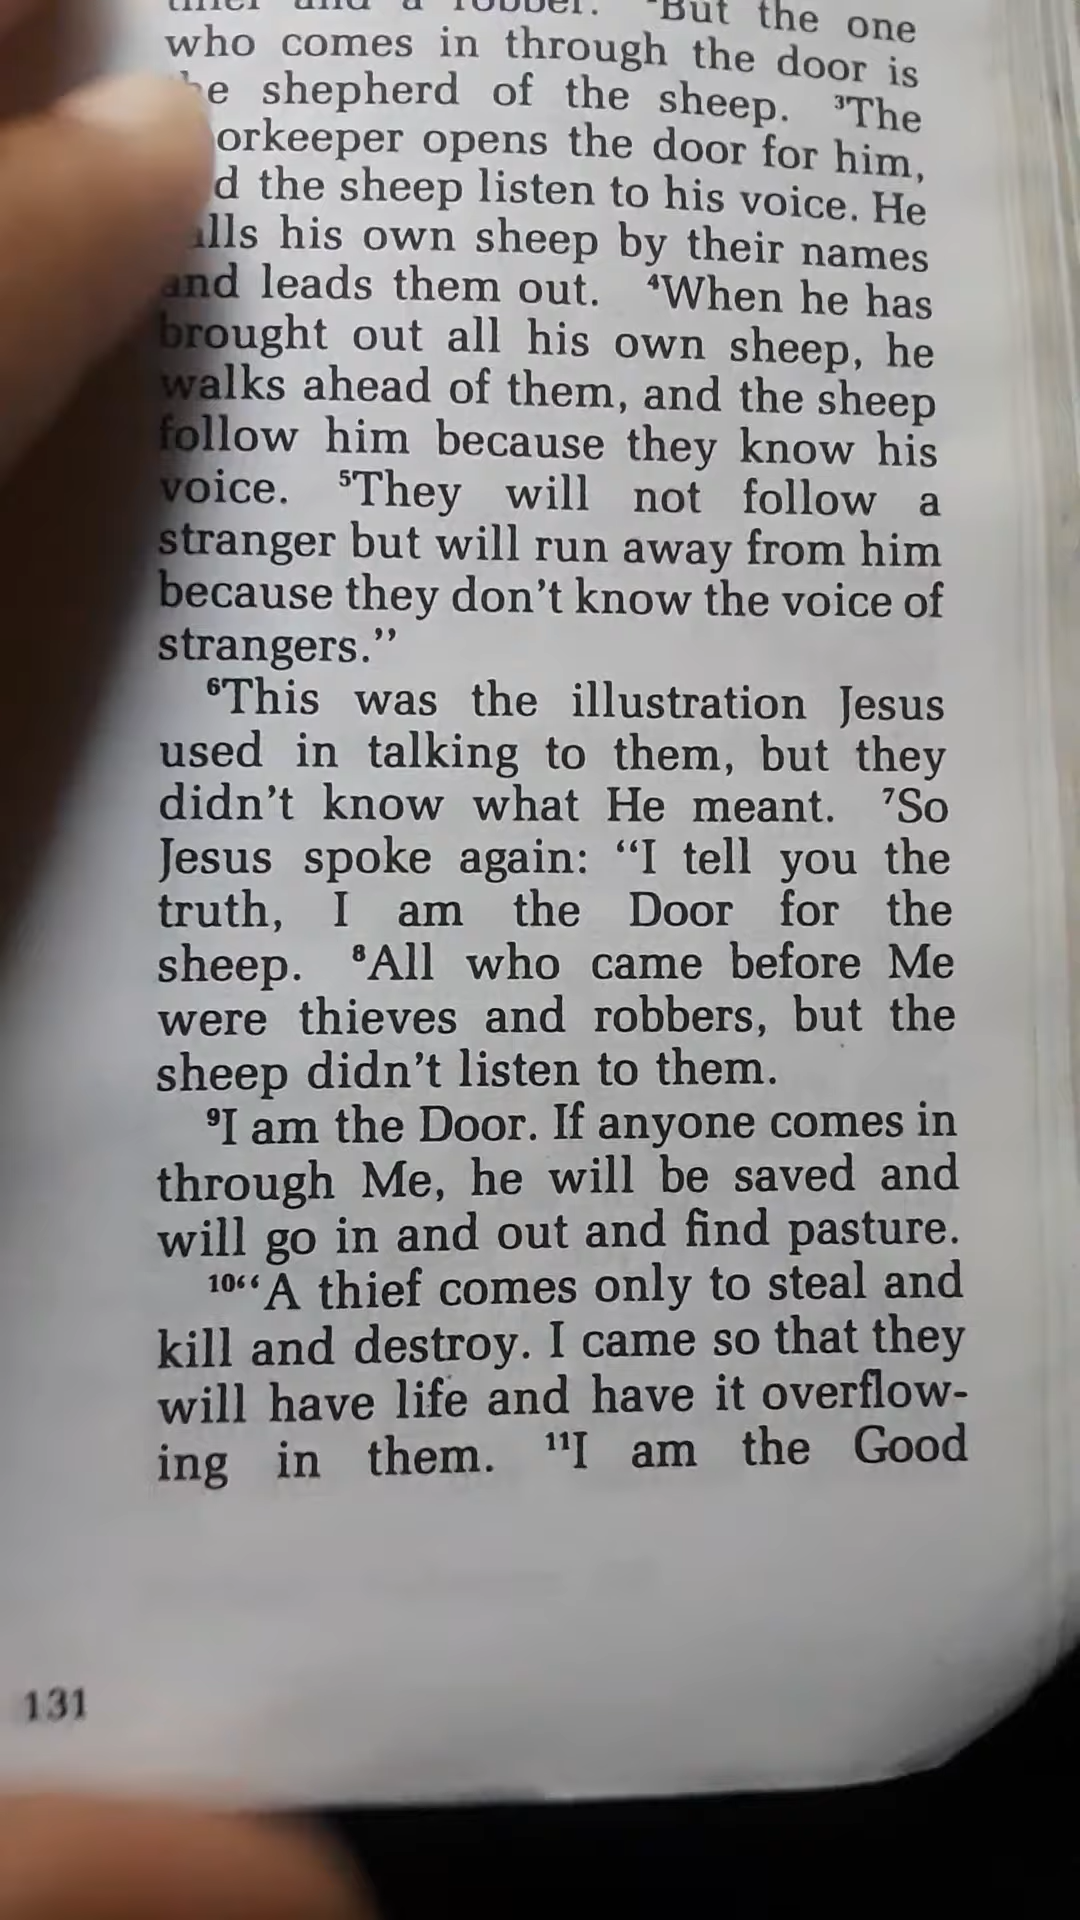 and a robber. ²But the one
who comes in through the door is
shepherd of the sheep. ³The
orkeeper opens the door for him,
d the sheep listen to his voice. He
lls his own sheep by their names
and leads them out. ⁴When he has
brought out all his own sheep, he
walks ahead of them, and the sheep
follow him because they know his
voice. ⁵They will not follow a
stranger but will run away from him
because they don't know the voice of
strangers."
⁶This was the illustration Jesus
used in talking to them, but they
didn't know what He meant. ⁷So
Jesus spoke again: "I tell you the
truth, I am the Door for the
sheep. ⁸All who came before Me
were thieves and robbers, but the
sheep didn't listen to them.
⁹I am the Door. If anyone comes in
through Me, he will be saved and
will go in and out and find pasture.
¹⁰"A thief comes only to steal and
kill and destroy. I came so that they
will have life and have it overflow-
ing in them. ¹¹I am the Good
131